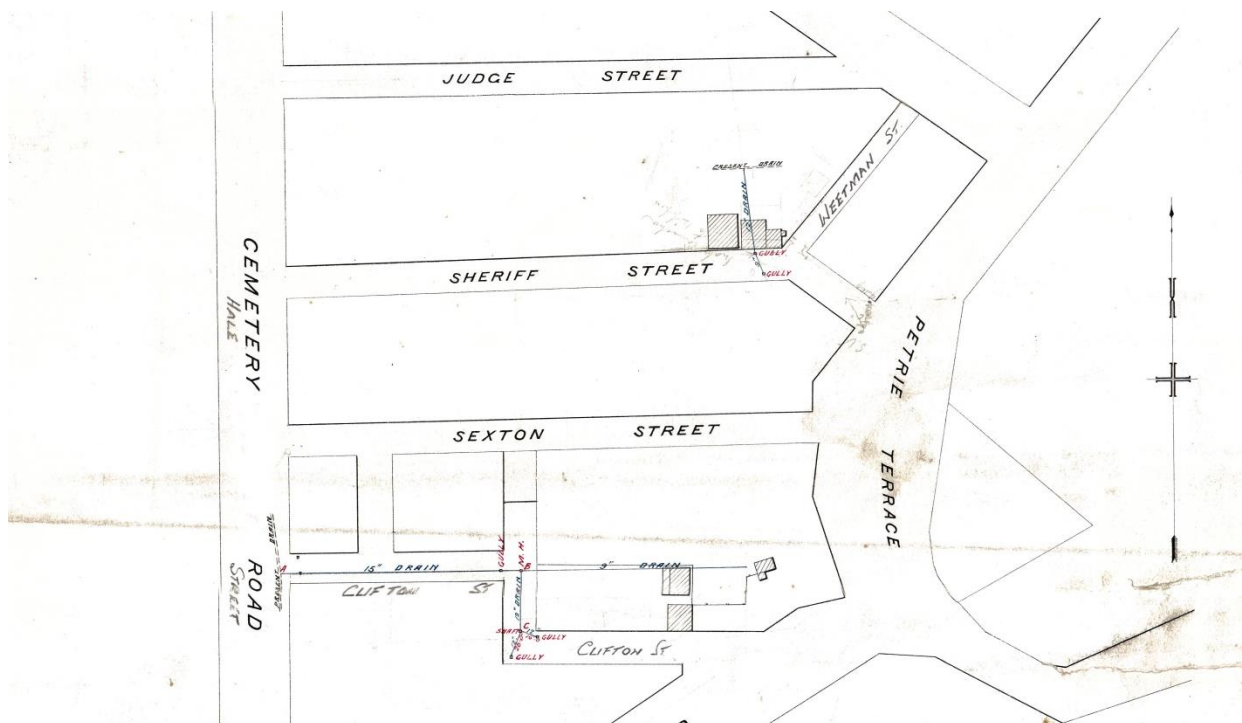 JUDGE STREET
WEETMAN ST.
12" DRAIN
GULLY
GULLY
SHERIFF STREET
CEMETERY
HALE
PETRIE
SEXTON STREET
TERRACE
DRAIN
GULLY
M.H.
A
15" DRAIN
B
9" DRAIN
CLIFTON ST
ROAD
STREET
DRAIN
C
GULLY
GULLY
CLIFTON ST